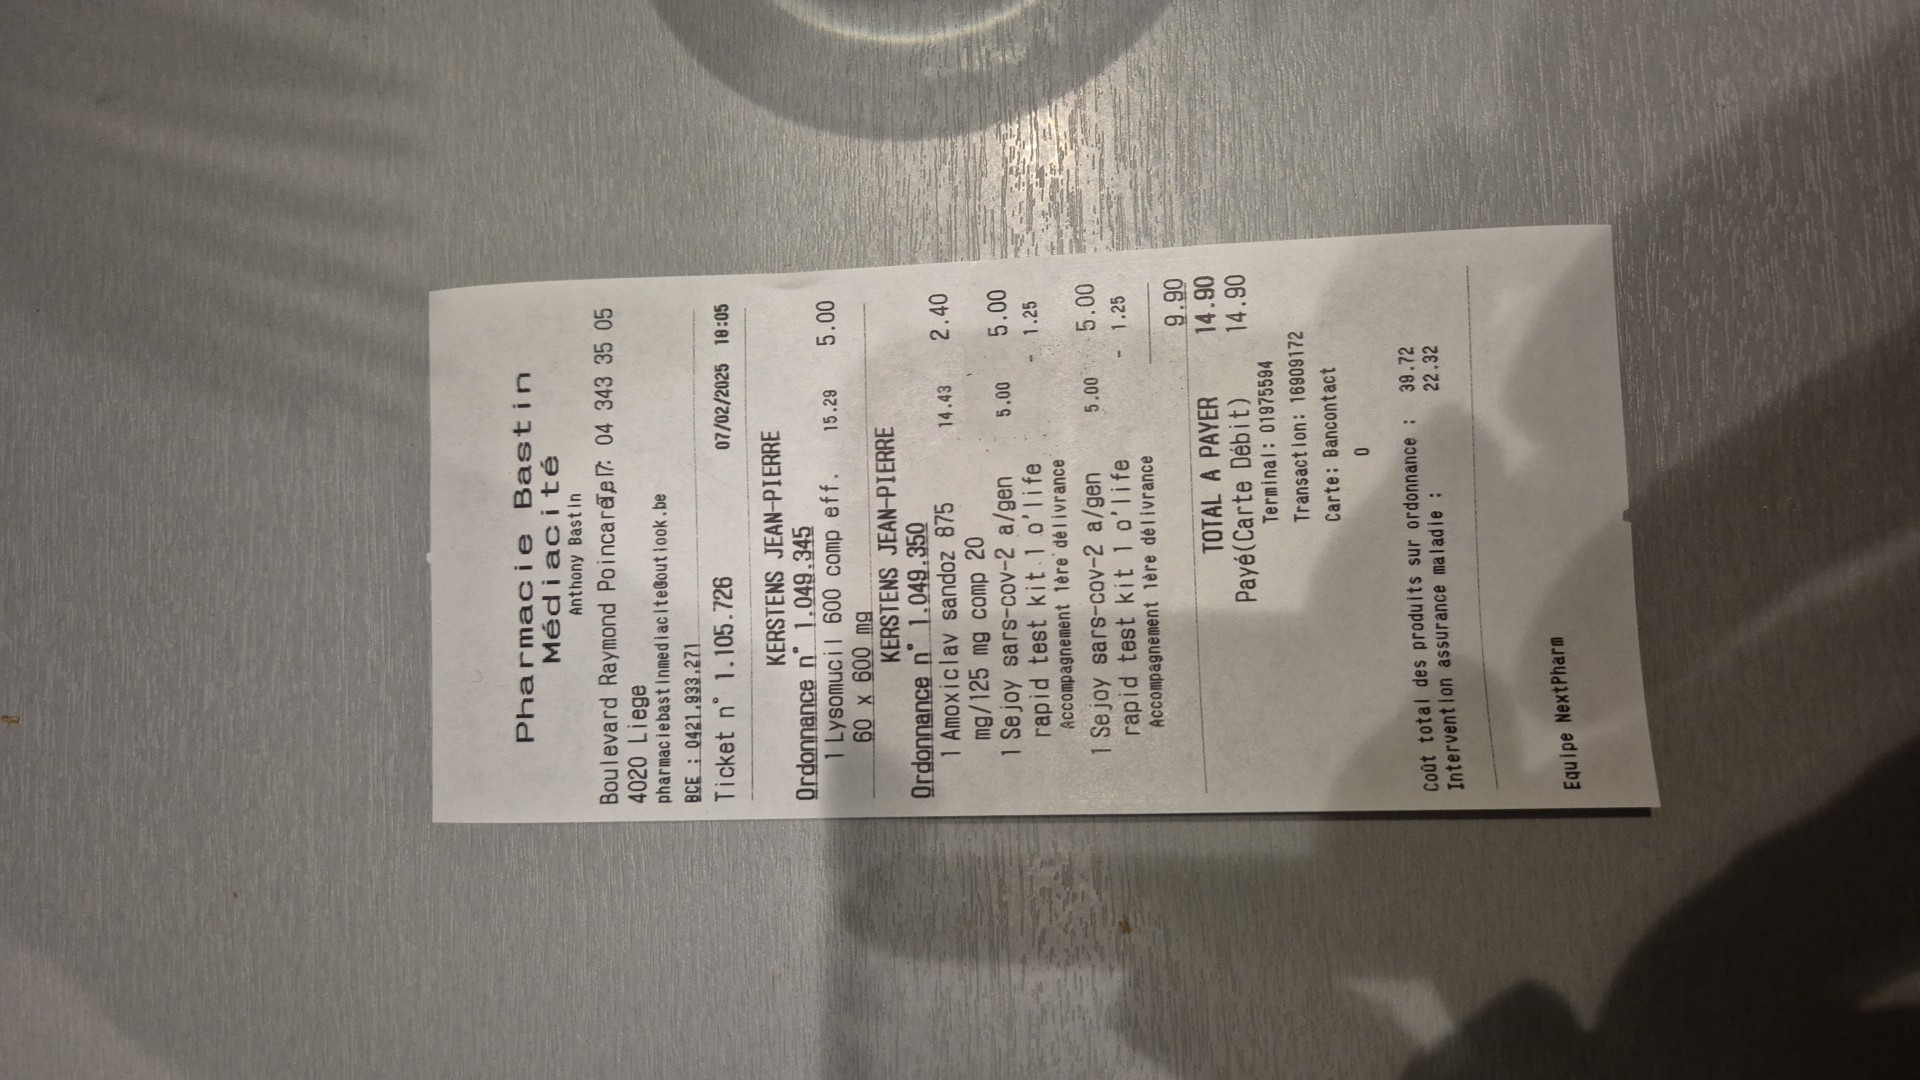 Pharmacie Bastin
Médiacité
Anthony Bastin
Boulevard Raymond Poincaré, 17: 04 343 35 05
4020 Liege
pharmaciebastinmediacite@outlook.be
BCE : 0421.933.271
Ticket n° 1.105.726 07/02/2025 18:05
KERSTENS JEAN-PIERRE
Ordonnance n° 1.049.345
1 Lysomucil 600 comp eff. 15.29 5.00
60 x 600 mg
KERSTENS JEAN-PIERRE
Ordonnance n° 1.049.350
1 Amoxiclav sandoz 875 14.43 2.40
mg/125 mg comp 20
1 Sejoy sars-cov-2 a/gen 5.00 5.00
rapid test kit 1 o'life - 1.25
Accompagnement 1ère délivrance
1 Sejoy sars-cov-2 a/gen 5.00 5.00
rapid test kit 1 o'life - 1.25
Accompagnement 1ère délivrance
9.90
TOTAL A PAYER 14.90
Payé(Carte Débit) 14.90
Terminal: 01975594
Transaction: 16909172
Carte: Bancontact
0
Coût total des produits sur ordonnance : 39.72
Intervention assurance maladie : 22.32
Equipe NextPharm